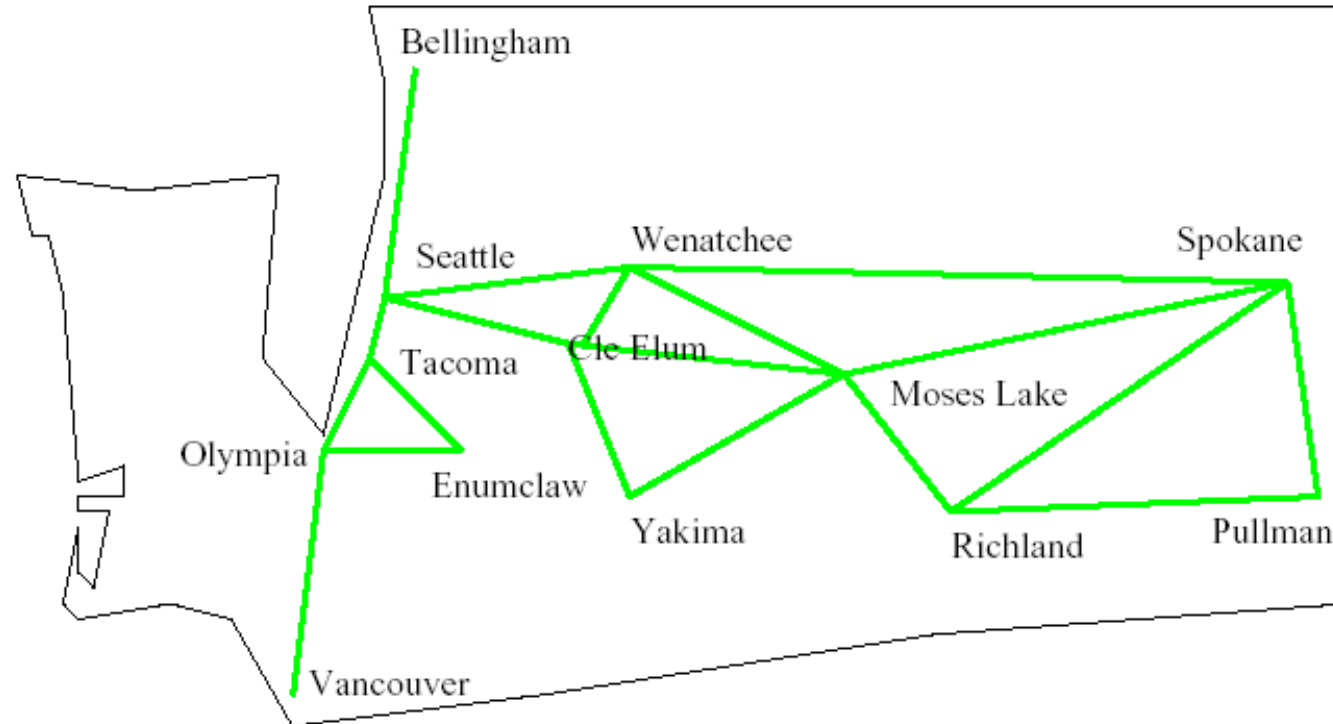 Bellingham
Wenatchee
Spokane
Seattle
Cle Elum
Tacoma
Moses Lake
Olympia
Enumclaw
Yakima
Pullman
Richland
Vancouver